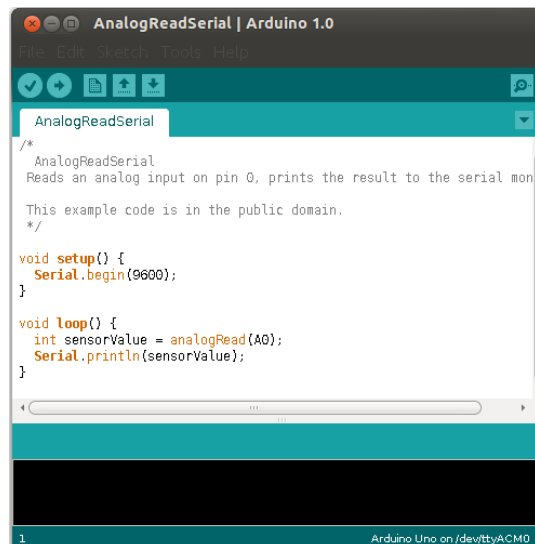 AnalogReadSerial | Arduino 1.0
File Edit Sketch Tools Help
AnalogReadSerial
/*
  AnalogReadSerial
 Reads an analog input on pin 0, prints the result to the serial mon

 This example code is in the public domain.
 */

void setup() {
  Serial.begin(9600);
}

void loop() {
  int sensorValue = analogRead(A0);
  Serial.println(sensorValue);
}
1
Arduino Uno on /dev/ttyACM0